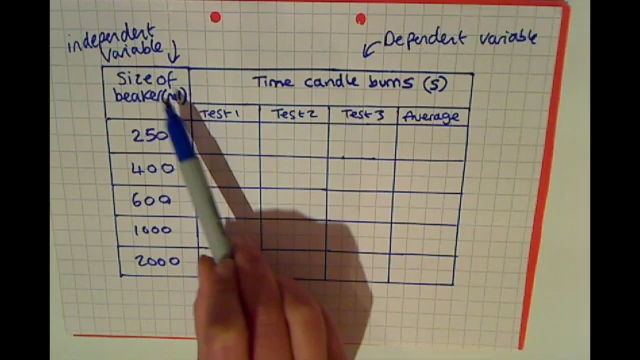 independent
variable
Dependent variable
Size of
beaker(ml)
Time candle burns (s)
Test 1 Test 2 Test 3 Average
250
400
600
1000
2000